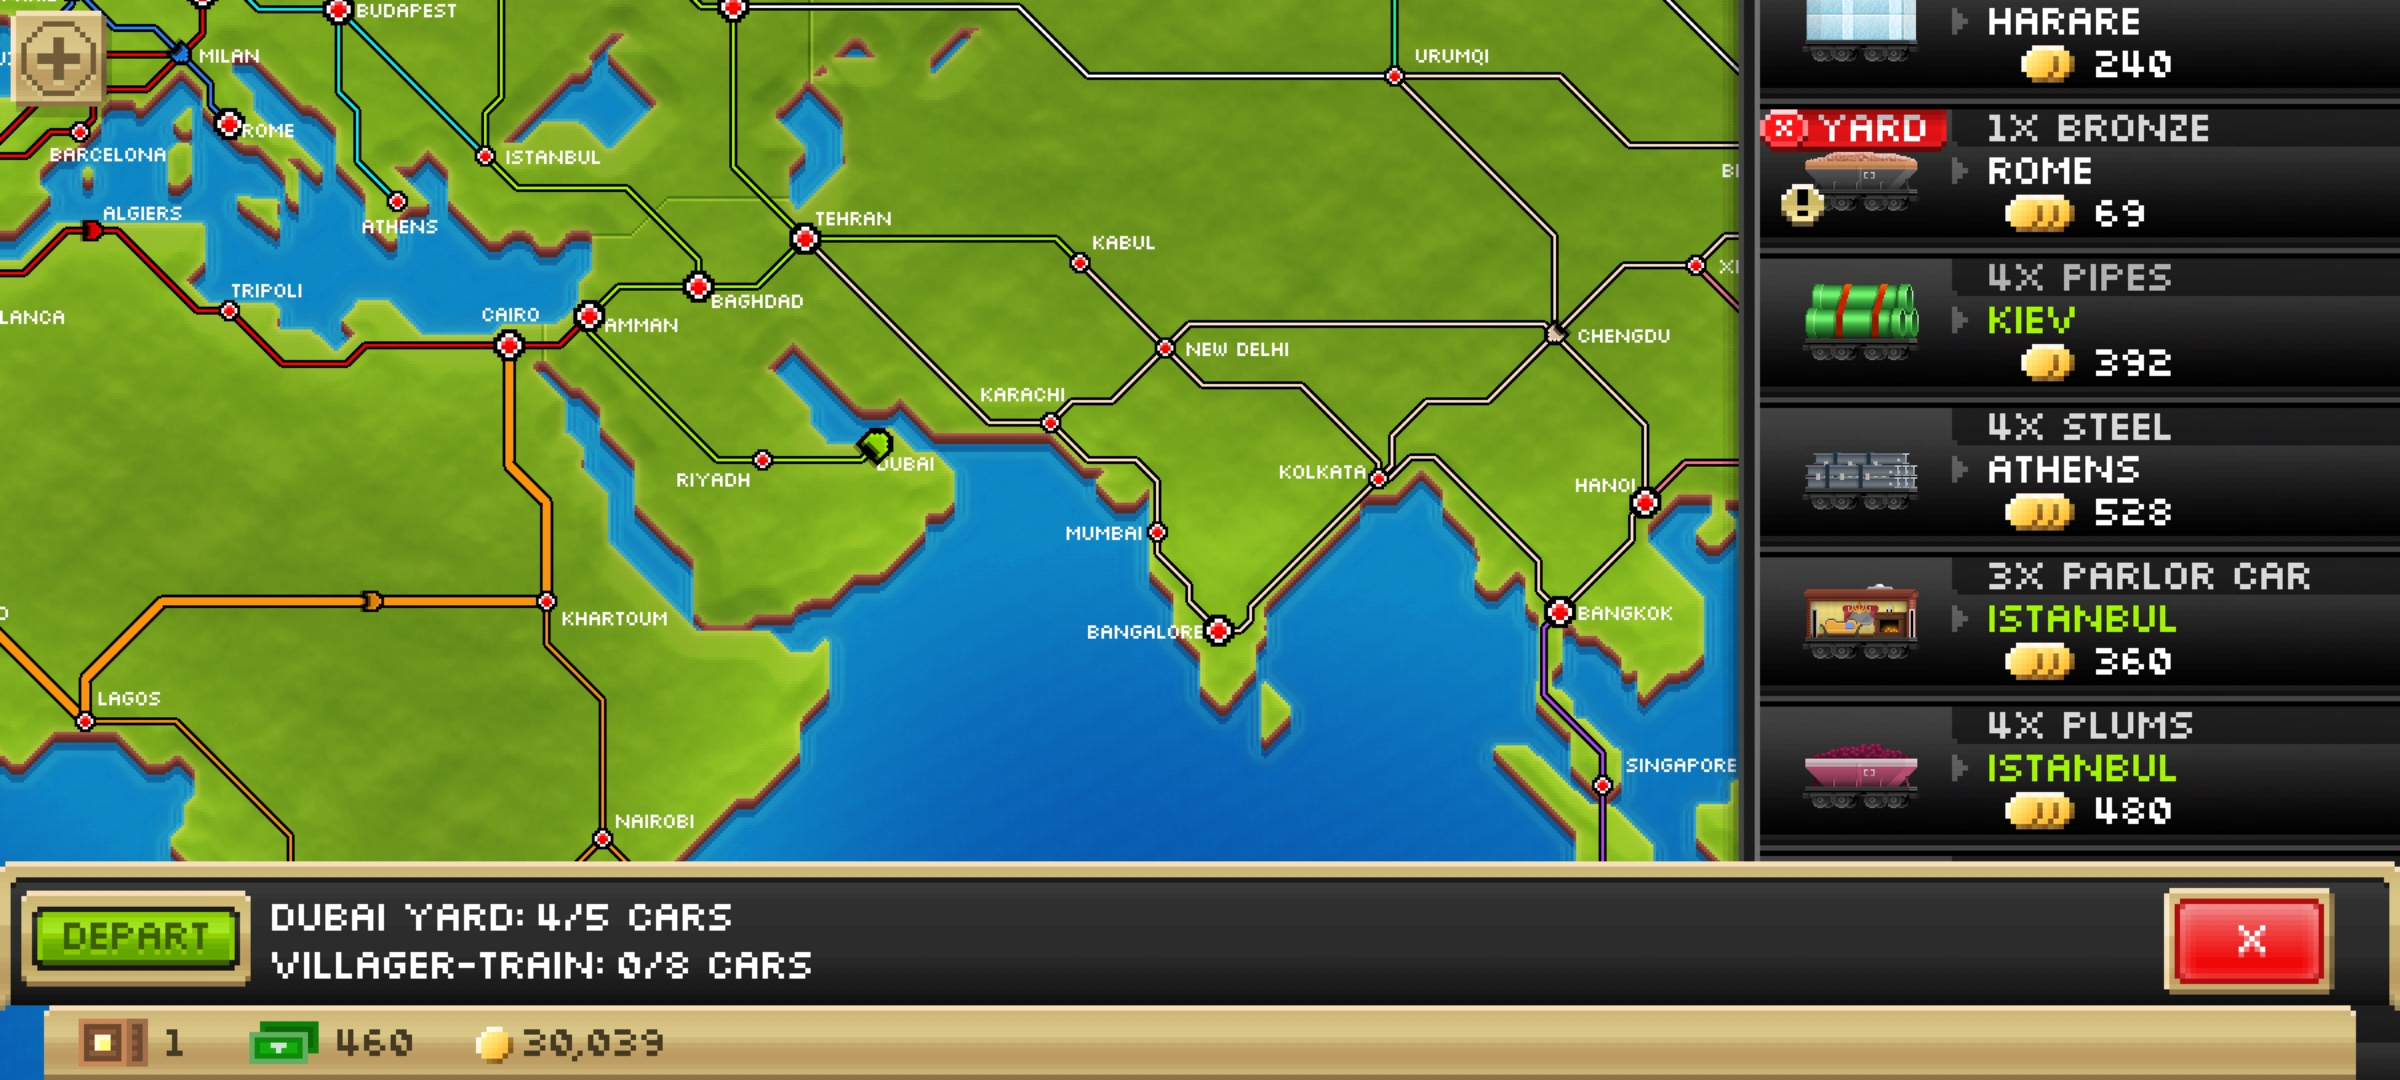 BUDAPEST
MILAN
URUMQI
ROME
BARCELONA
ISTANBUL
ALGIERS
ATHENS
TEHRAN
KABUL
TRIPOLI
CAIRO
BAGHDAD
LANCA
AMMAN
CHENGDU
NEW DELHI
KARACHI
DUBAI
RIYADH
KOLKATA
HANOI
MUMBAI
KHARTOUM
BANGALORE
BANGKOK
LAGOS
SINGAPORE
NAIROBI
HARARE
240
YARD
1X BRONZE
ROME
69
4X PIPES
KIEV
392
4X STEEL
ATHENS
528
3X PARLOR CAR
ISTANBUL
360
4X PLUMS
ISTANBUL
480
DEPART
DUBAI YARD: 4/5 CARS
VILLAGER-TRAIN: 0/8 CARS
X
1
460
30,039